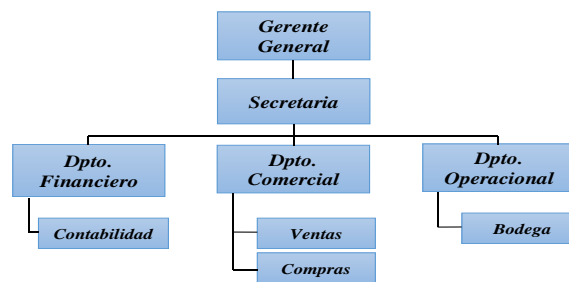 Gerente
General
Secretaria
Dpto.
Financiero
Dpto.
Comercial
Dpto.
Operacional
Contabilidad
Ventas
Bodega
Compras